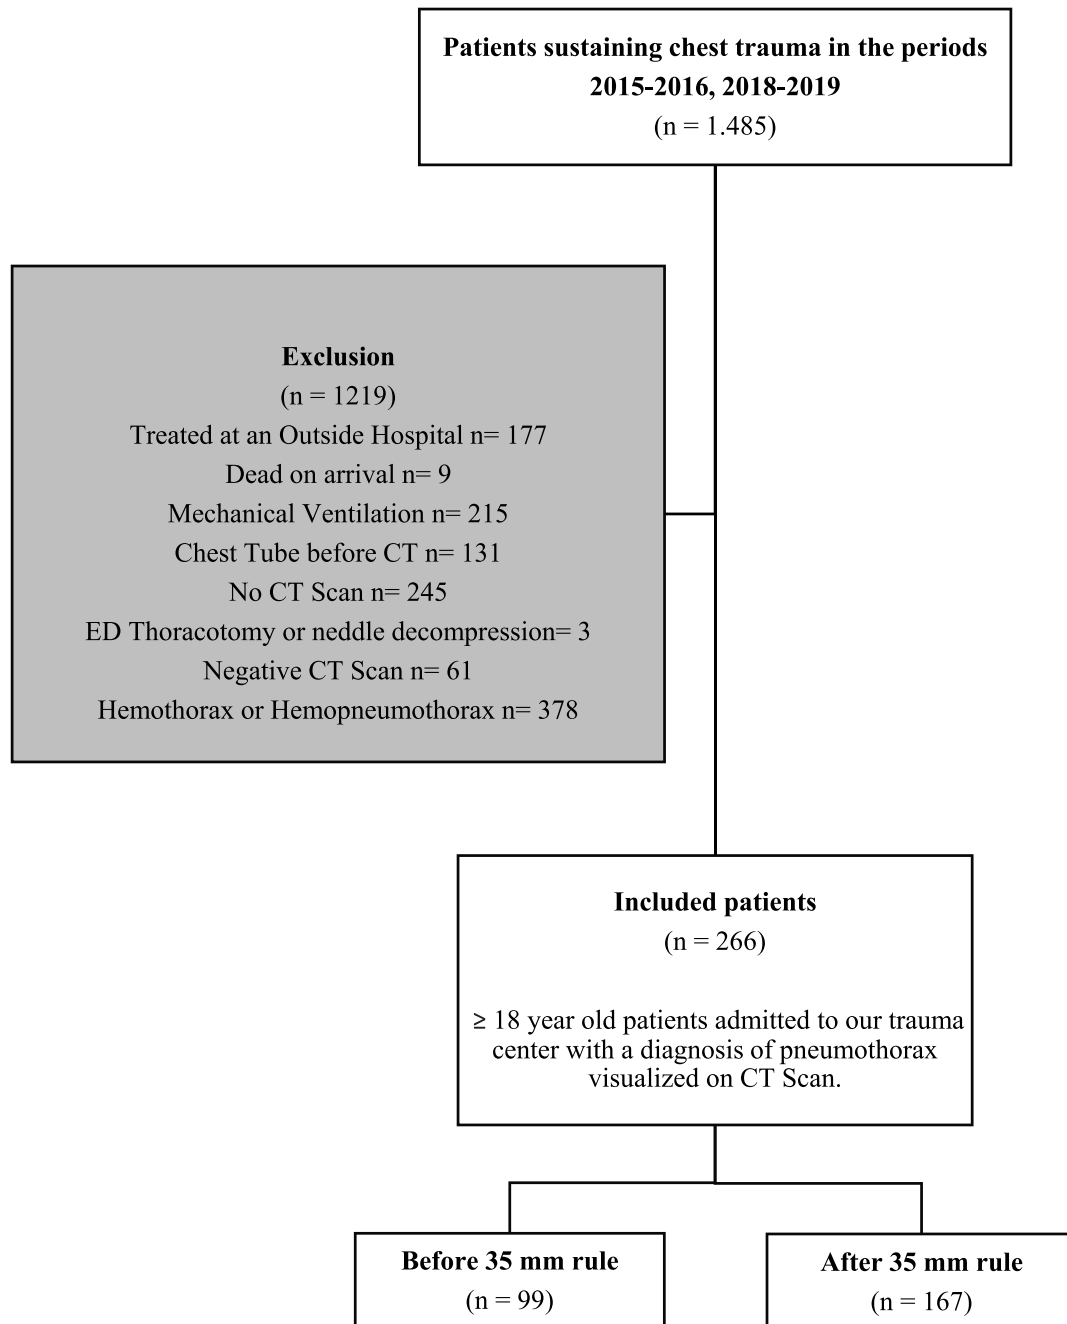 Patients sustaining chest trauma in the periods
2015-2016, 2018-2019
(n = 1.485)
Exclusion
(n = 1219)
Treated at an Outside Hospital n= 177
Dead on arrival n= 9
Mechanical Ventilation n= 215
Chest Tube before CT n= 131
No CT Scan n= 245
ED Thoracotomy or neddle decompression= 3
Negative CT Scan n= 61
Hemothorax or Hemopneumothorax n= 378
Included patients
(n = 266)
≥ 18 year old patients admitted to our trauma
center with a diagnosis of pneumothorax
visualized on CT Scan.
Before 35 mm rule
(n = 99)
After 35 mm rule
(n = 167)